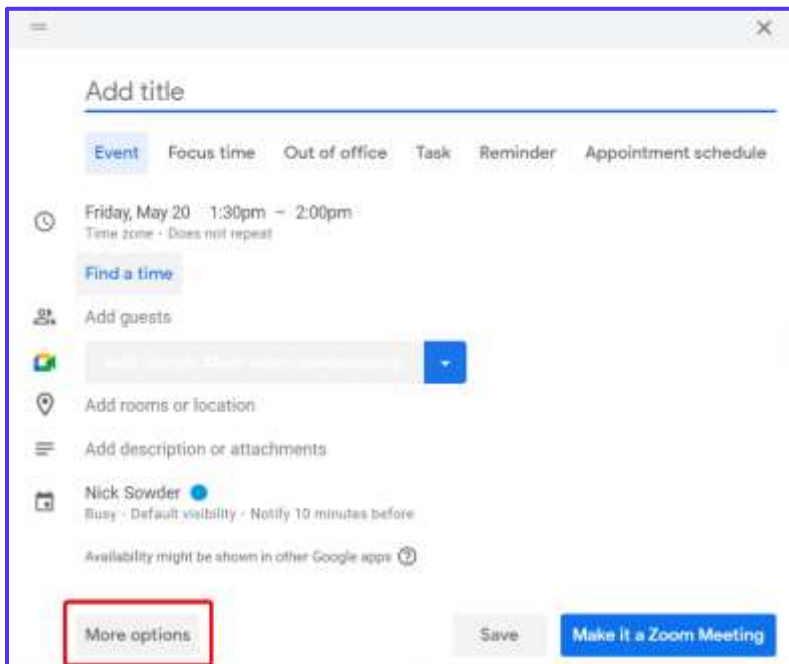 Add title
Event Focus time Out of office Task Reminder Appointment schedule
Friday, May 20 1:30pm – 2:00pm
Time zone · Does not repeat
Find a time
Add guests
Add rooms or location
Add description or attachments
Nick Sowder
Busy · Default visibility · Notify 10 minutes before
Availability might be shown in other Google apps
More options Save Make it a Zoom Meeting